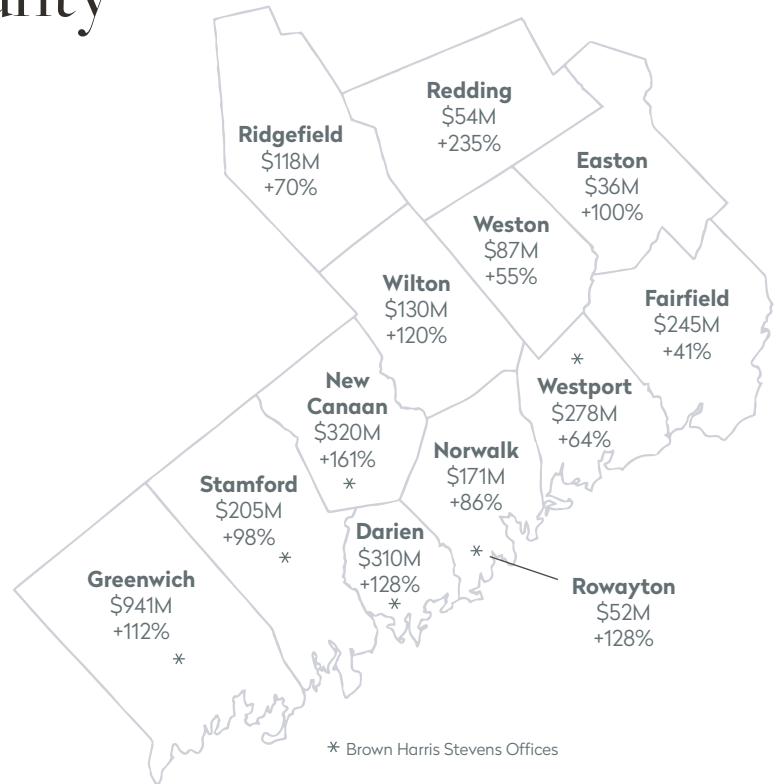 Redding
$54M
+235%
Ridgefield
$118M
+70%
Easton
$36M
+100%
Weston
$87M
+55%
Wilton
$130M
+120%
Fairfield
$245M
+41%
Westport
$278M
+64%
New
Canaan
$320M
+161%
Norwalk
$171M
+86%
Stamford
$205M
+98%
Darien
$310M
+128%
Greenwich
$941M
+112%
Rowayton
$52M
+128%
* Brown Harris Stevens Offices